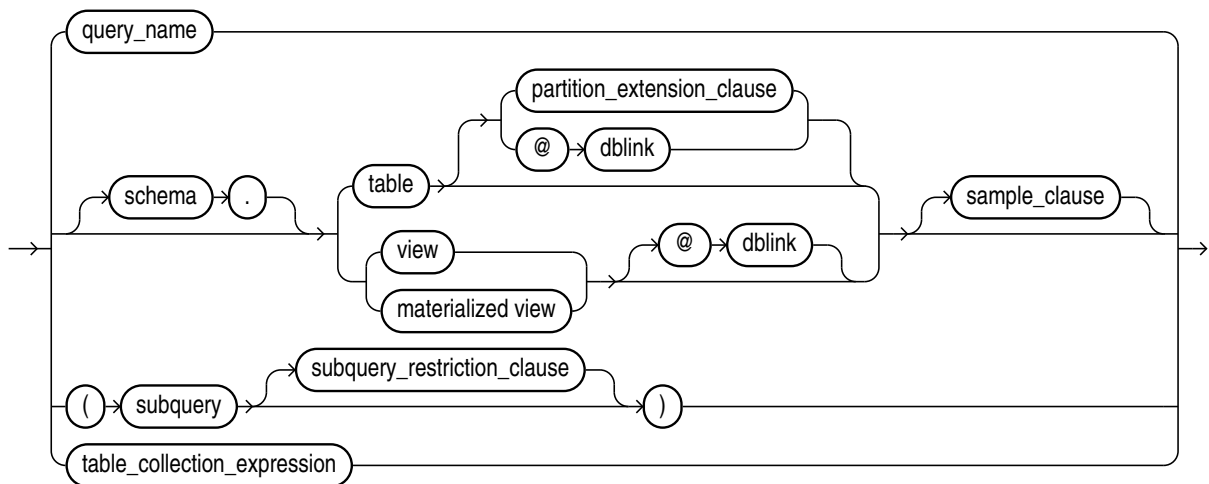 query_name
partition_extension_clause
@ dblink
schema . table sample_clause
view @ dblink
materialized view
subquery_restriction_clause
( subquery )
table_collection_expression